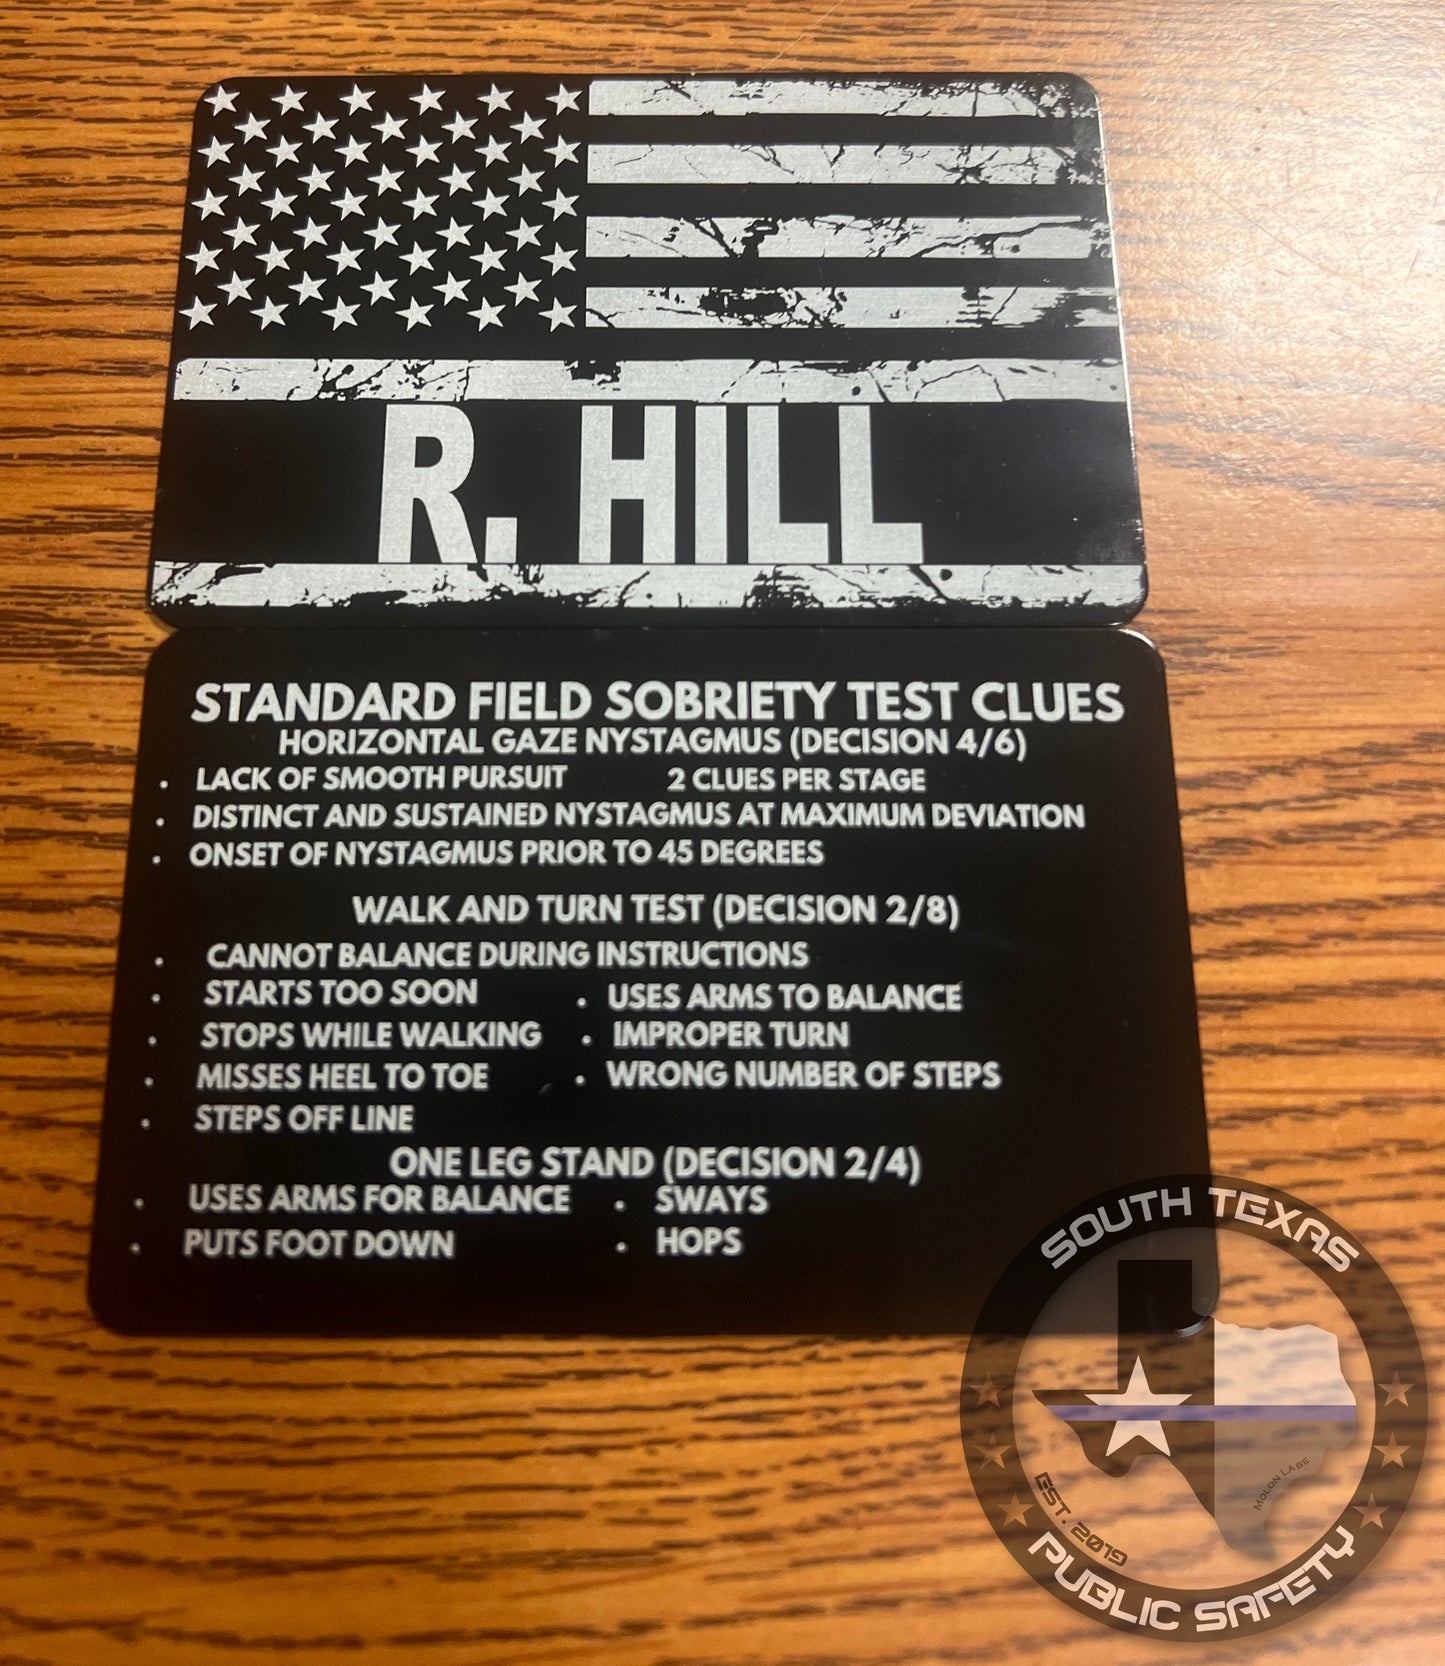 R. HILL
STANDARD FIELD SOBRIETY TEST CLUES
HORIZONTAL GAZE NYSTAGMUS (DECISION 4/6)
• LACK OF SMOOTH PURSUIT 2 CLUES PER STAGE
• DISTINCT AND SUSTAINED NYSTAGMUS AT MAXIMUM DEVIATION
• ONSET OF NYSTAGMUS PRIOR TO 45 DEGREES
WALK AND TURN TEST (DECISION 2/8)
• CANNOT BALANCE DURING INSTRUCTIONS
• STARTS TOO SOON • USES ARMS TO BALANCE
• STOPS WHILE WALKING • IMPROPER TURN
• MISSES HEEL TO TOE • WRONG NUMBER OF STEPS
• STEPS OFF LINE
ONE LEG STAND (DECISION 2/4)
• USES ARMS FOR BALANCE • SWAYS
• PUTS FOOT DOWN • HOPS
SOUTH TEXAS
MOLON LABE
EST. 2019
PUBLIC SAFETY